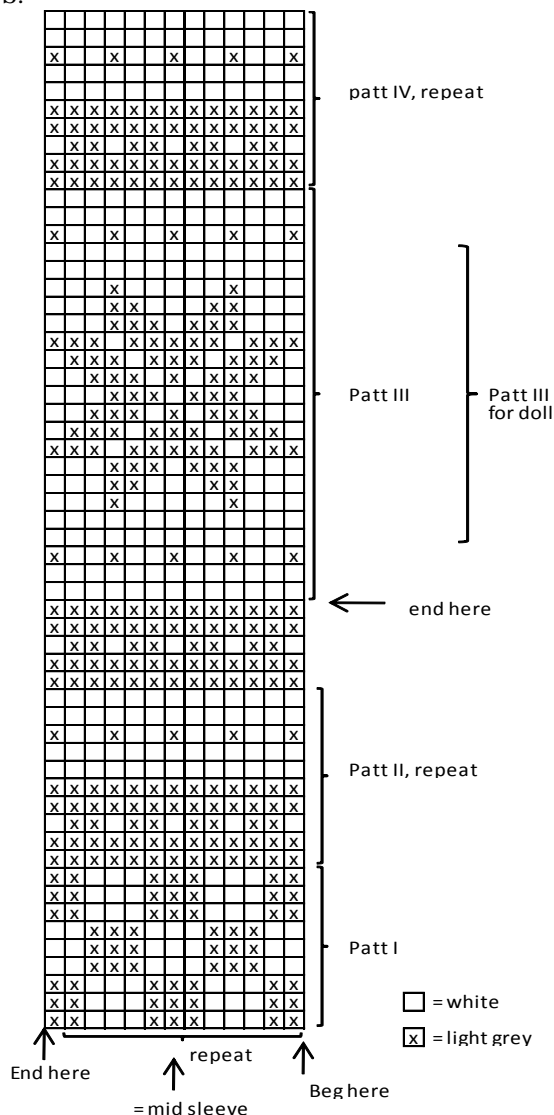 patt IV, repeat
Patt III
Patt III
for doll
end here
Patt II, repeat
Patt I
= white
x = light grey
repeat
End here
Beg here
= mid sleeve